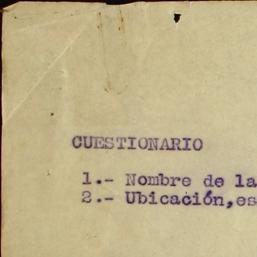 CUESTIONARIO
1.- Nombre de la
2.- Ubicación,es